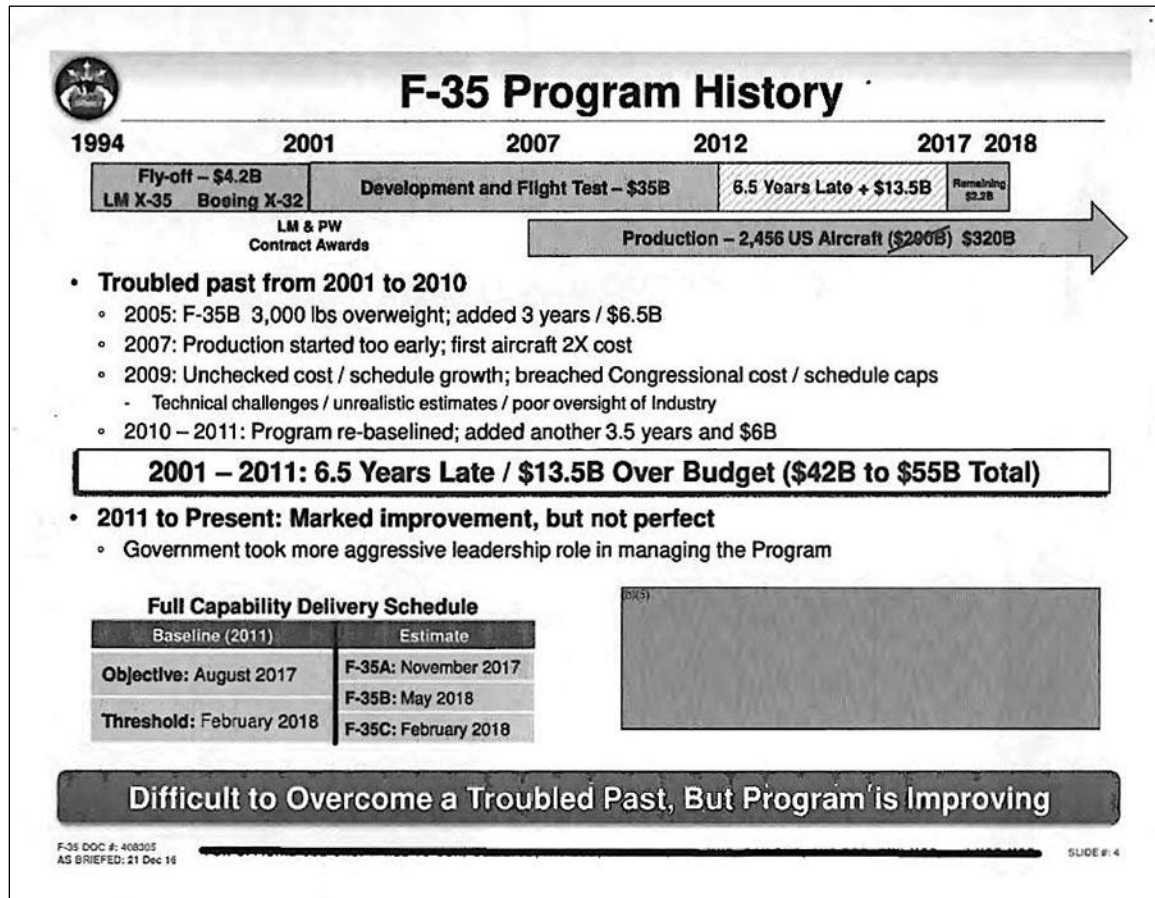 F-35 Program History
1994 2001 2007 2012 2017 2018
Fly-off – $4.2B
LM X-35 Boeing X-32
Development and Flight Test – $35B
6.5 Years Late + $13.5B
Remaining
$2.2B
LM & PW
Contract Awards
Production – 2,456 US Aircraft ($200B) $320B
• Troubled past from 2001 to 2010
° 2005: F-35B 3,000 lbs overweight; added 3 years / $6.5B
° 2007: Production started too early; first aircraft 2X cost
° 2009: Unchecked cost / schedule growth; breached Congressional cost / schedule caps
- Technical challenges / unrealistic estimates / poor oversight of Industry
° 2010 – 2011: Program re-baselined; added another 3.5 years and $6B
2001 – 2011: 6.5 Years Late / $13.5B Over Budget ($42B to $55B Total)
• 2011 to Present: Marked improvement, but not perfect
° Government took more aggressive leadership role in managing the Program
Full Capability Delivery Schedule
Baseline (2011) Estimate
Objective: August 2017
Threshold: February 2018
F-35A: November 2017
F-35B: May 2018
F-35C: February 2018
(b)(5)
Difficult to Overcome a Troubled Past, But Program is Improving
F-35 DOC #: 408305
AS BRIEFED: 21 Dec 16
SLIDE #: 4